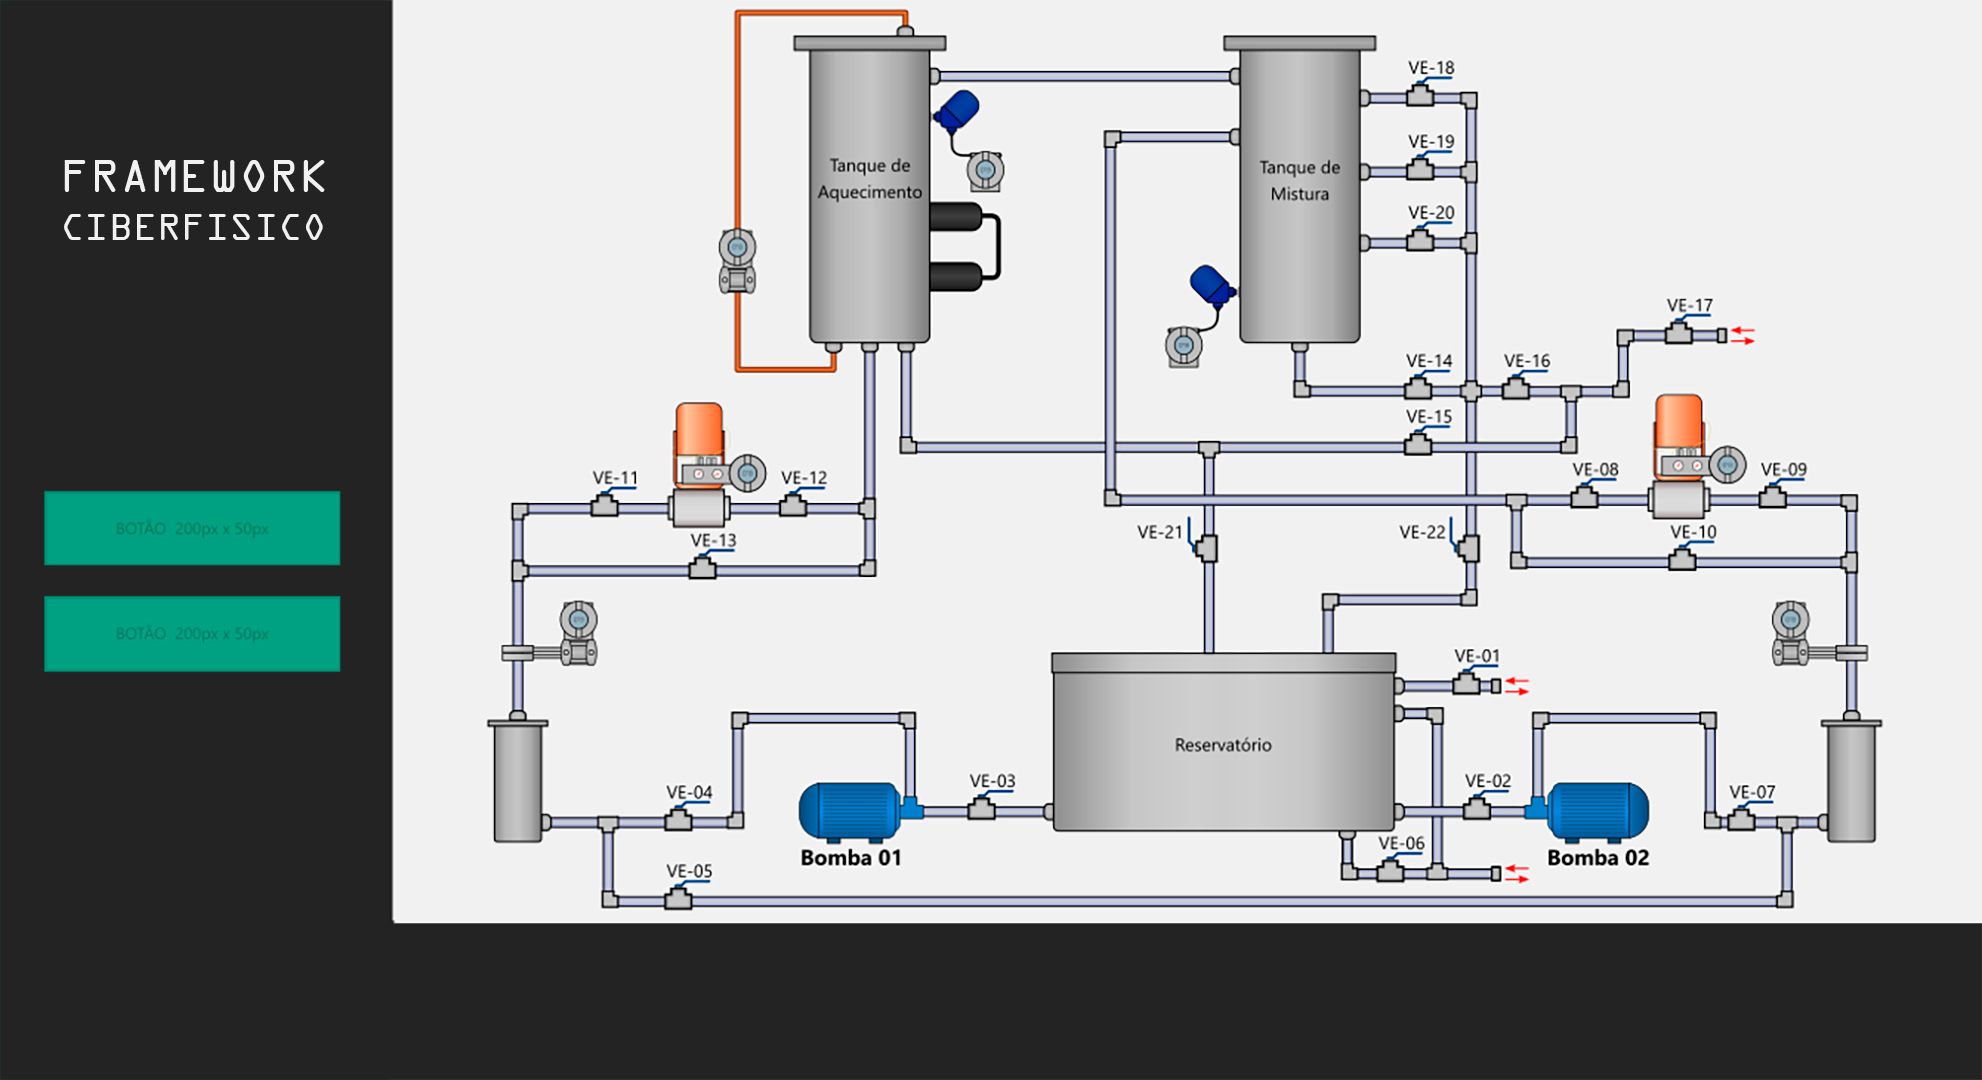 FRAMEWORK
CIBERFISICO
BOTÃO 200px x 50px
BOTÃO 200px x 50px
Tanque de
Aquecimento
Tanque de
Mistura
VE-18
VE-19
VE-20
VE-17
VE-14
VE-16
VE-15
VE-11
VE-12
VE-13
VE-08
VE-09
VE-10
VE-21
VE-22
VE-01
Reservatório
VE-04
VE-03
VE-02
VE-07
Bomba 01
VE-06
Bomba 02
VE-05